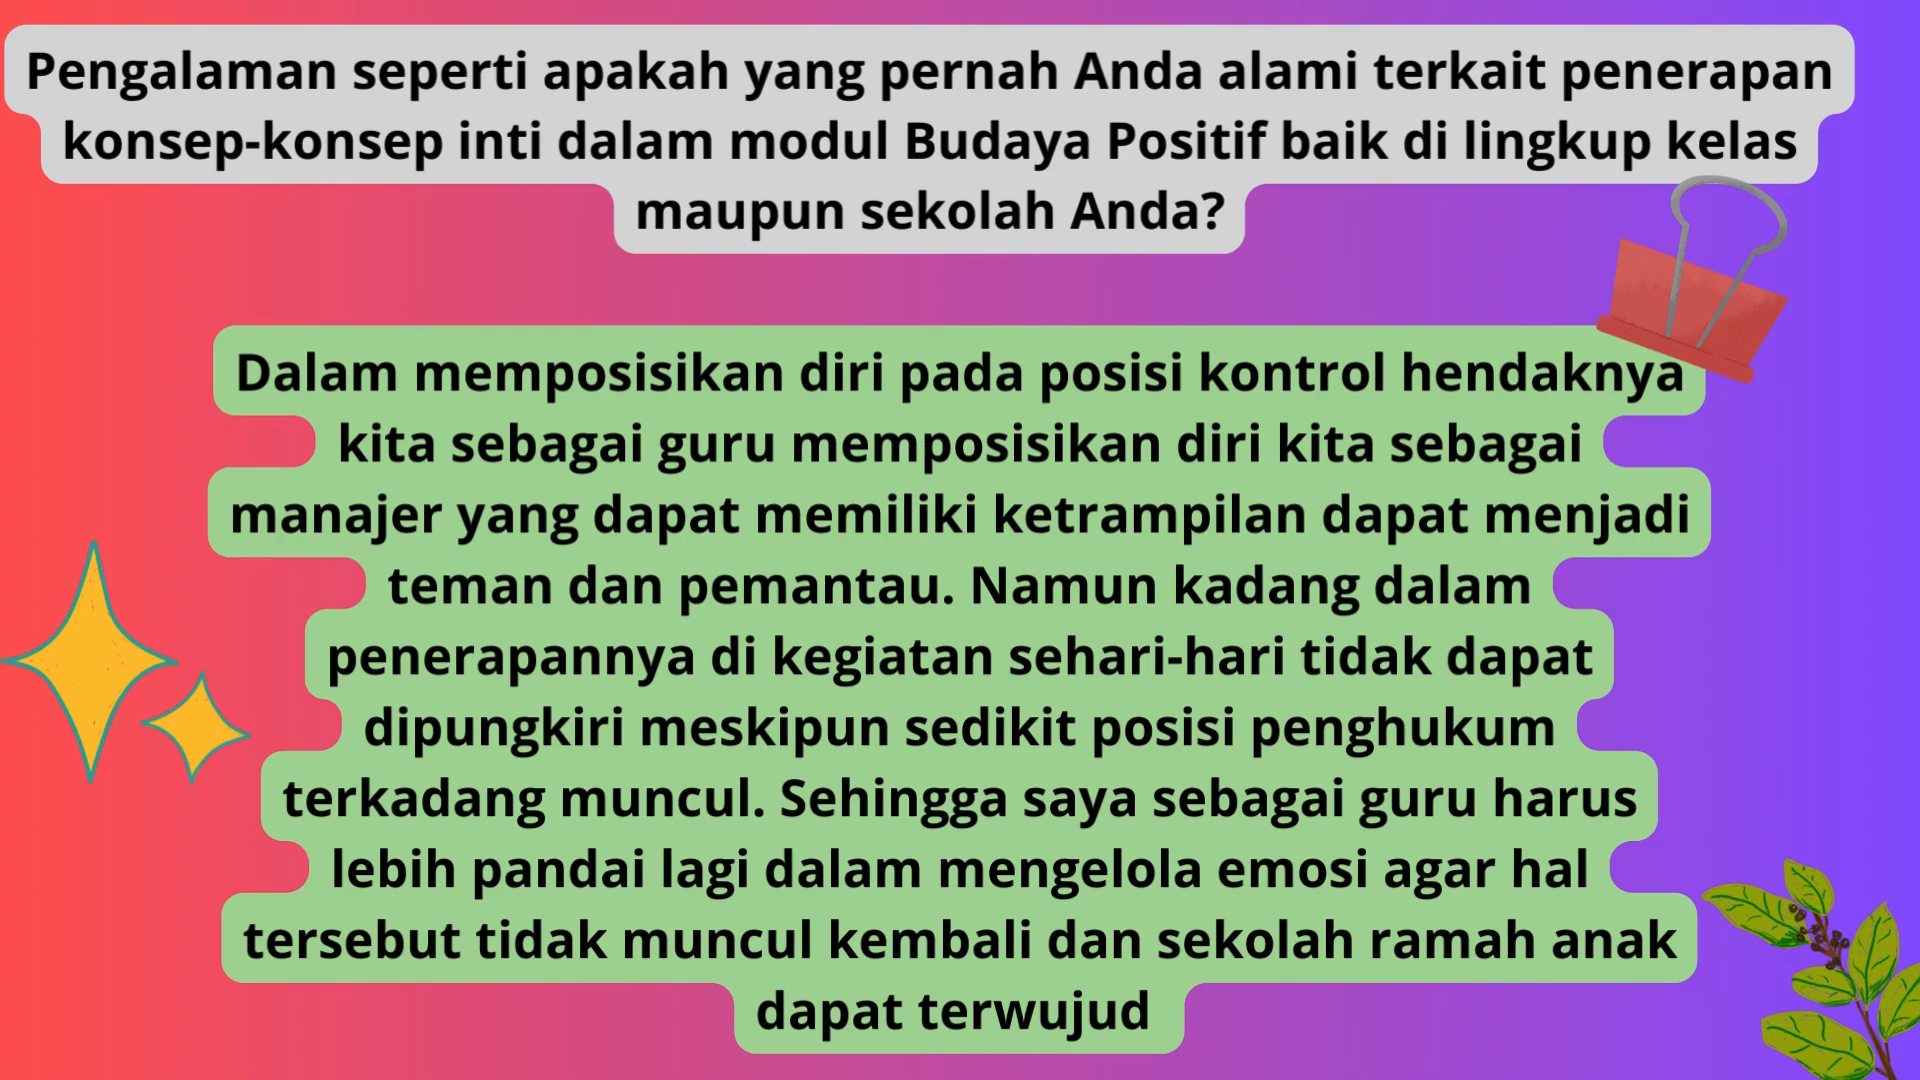 Pengalaman seperti apakah yang pernah Anda alami terkait penerapan
konsep-konsep inti dalam modul Budaya Positif baik di lingkup kelas
maupun sekolah Anda?
Dalam memposisikan diri pada posisi kontrol hendaknya
kita sebagai guru memposisikan diri kita sebagai
manajer yang dapat memiliki ketrampilan dapat menjadi
teman dan pemantau. Namun kadang dalam
penerapannya di kegiatan sehari-hari tidak dapat
dipungkiri meskipun sedikit posisi penghukum
terkadang muncul. Sehingga saya sebagai guru harus
lebih pandai lagi dalam mengelola emosi agar hal
tersebut tidak muncul kembali dan sekolah ramah anak
dapat terwujud